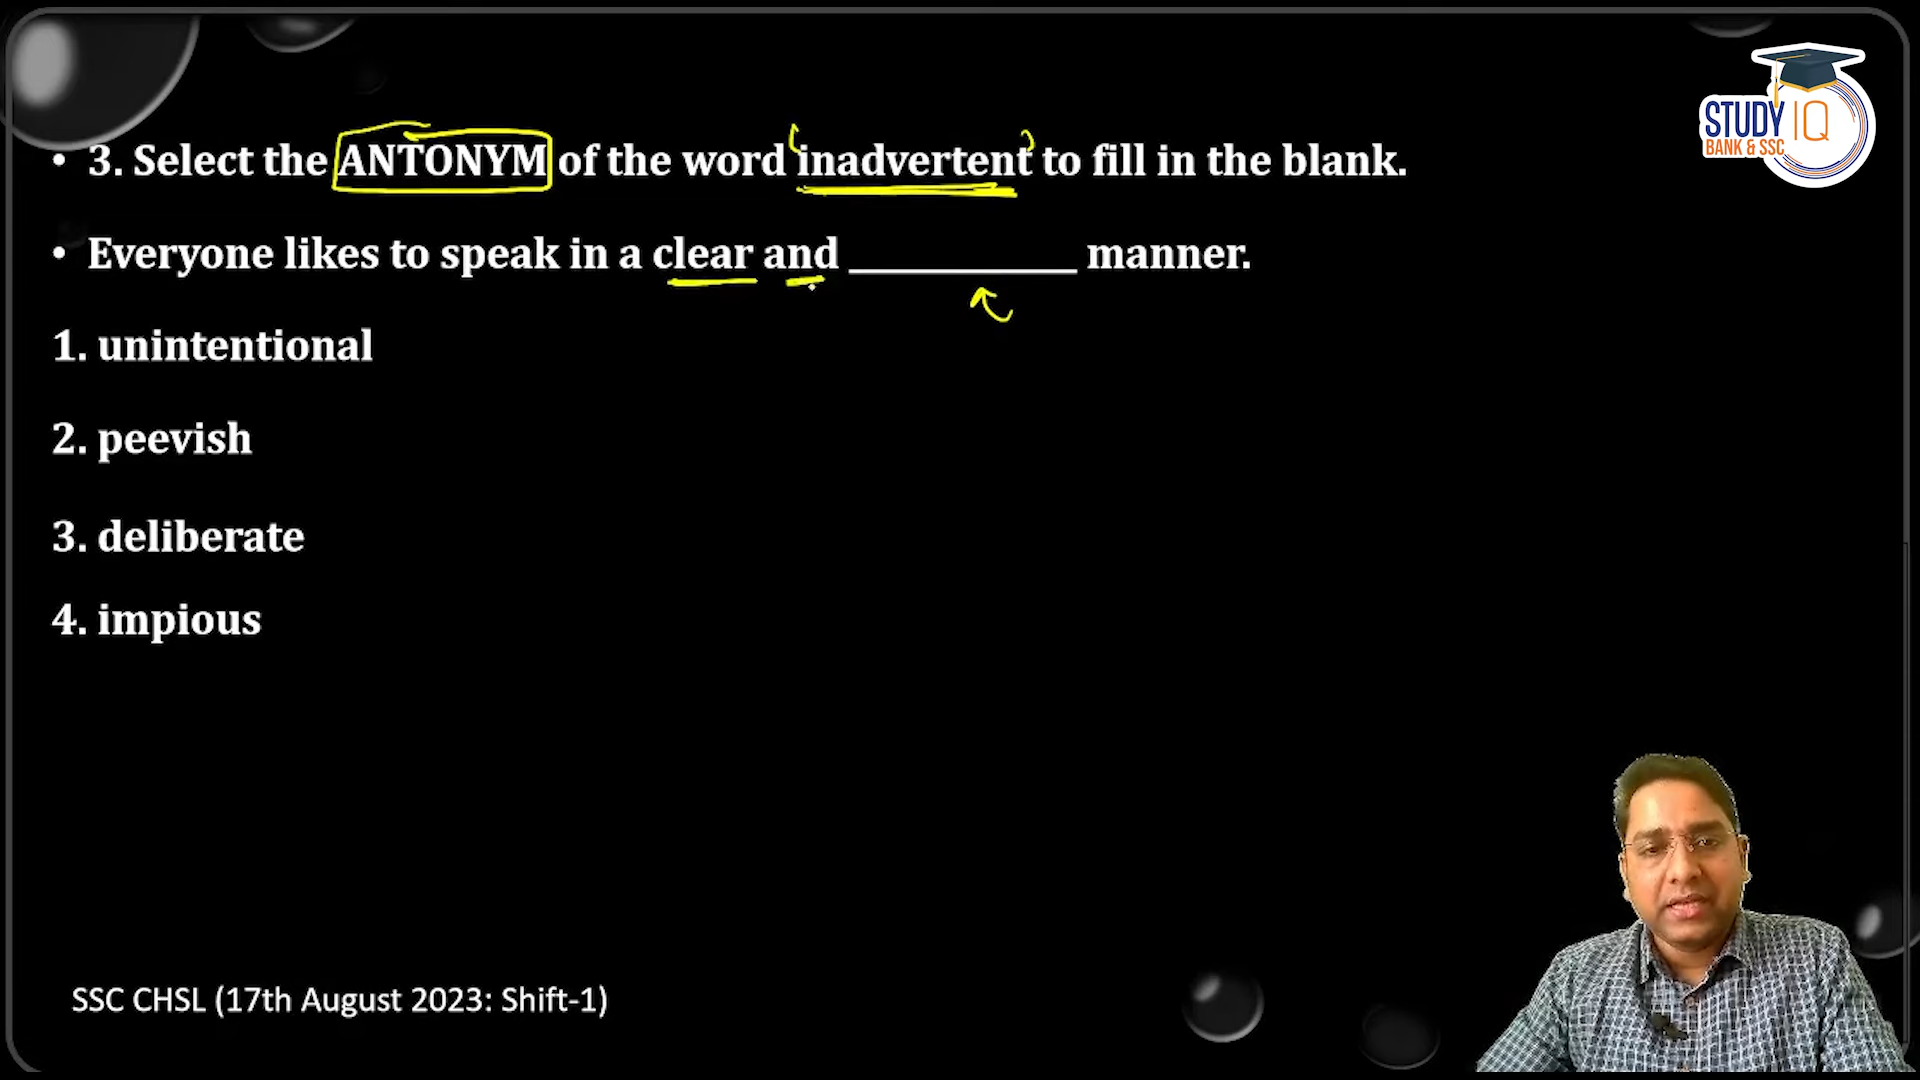 STUDY IQ
BANK & SSC
• 3. Select the ANTONYM of the word 'inadvertent' to fill in the blank.
• Everyone likes to speak in a clear and __________ manner.
1. unintentional
2. peevish
3. deliberate
4. impious
SSC CHSL (17th August 2023: Shift-1)